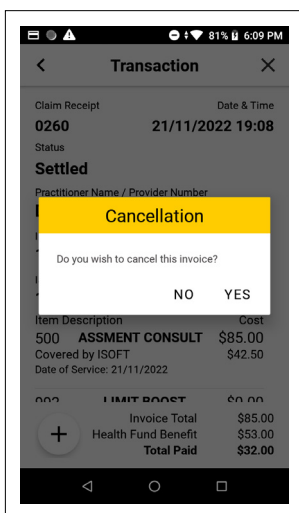 81% 6:09 PM
Transaction
Claim Receipt Date & Time
0260 21/11/2022 19:08
Status
Settled
Practitioner Name / Provider Number
Cancellation
Do you wish to cancel this invoice?
NO YES
Item Description Cost
500 ASSMENT CONSULT $85.00
Covered by ISOFT $42.50
Date of Service: 21/11/2022
992 LIMIT BOOST $0.00
Invoice Total $85.00
Health Fund Benefit $53.00
Total Paid $32.00